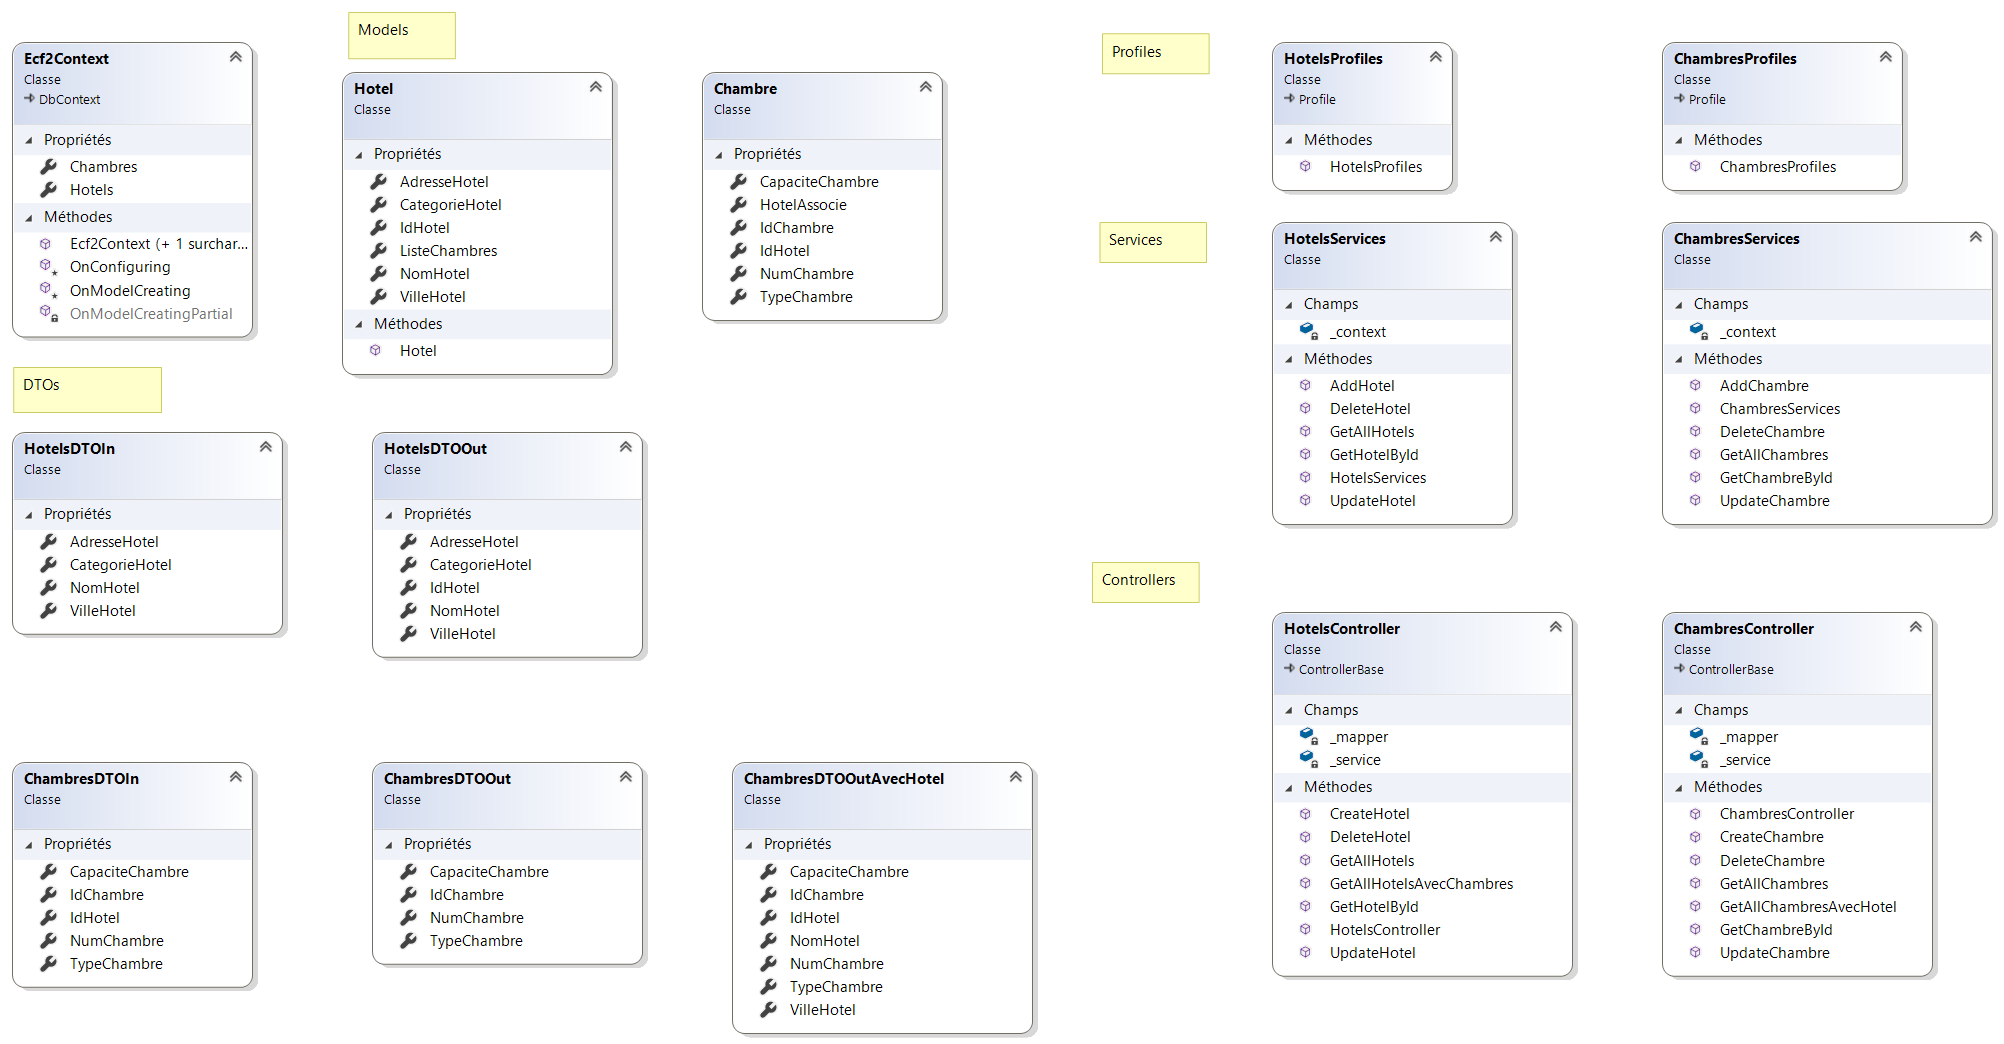 Models
Ecf2Context
Classe
DbContext
Propriétés
Chambres
Hotels
Méthodes
Ecf2Context (+ 1 surchar...
OnConfiguring
OnModelCreating
OnModelCreatingPartial
Hotel
Classe
Propriétés
AdresseHotel
CategorieHotel
IdHotel
ListeChambres
NomHotel
VilleHotel
Méthodes
Hotel
Chambre
Classe
Propriétés
CapaciteChambre
HotelAssocie
IdChambre
IdHotel
NumChambre
TypeChambre
DTOs
HotelsDTOIn
Classe
Propriétés
AdresseHotel
CategorieHotel
NomHotel
VilleHotel
HotelsDTOOut
Classe
Propriétés
AdresseHotel
CategorieHotel
IdHotel
NomHotel
VilleHotel
ChambresDTOIn
Classe
Propriétés
CapaciteChambre
IdChambre
IdHotel
NumChambre
TypeChambre
ChambresDTOOut
Classe
Propriétés
CapaciteChambre
IdChambre
NumChambre
TypeChambre
ChambresDTOOutAvecHotel
Classe
Propriétés
CapaciteChambre
IdChambre
IdHotel
NomHotel
NumChambre
TypeChambre
VilleHotel
Profiles
HotelsProfiles
Classe
Profile
Méthodes
HotelsProfiles
ChambresProfiles
Classe
Profile
Méthodes
ChambresProfiles
Services
HotelsServices
Classe
Champs
_context
Méthodes
AddHotel
DeleteHotel
GetAllHotels
GetHotelById
HotelsServices
UpdateHotel
ChambresServices
Classe
Champs
_context
Méthodes
AddChambre
ChambresServices
DeleteChambre
GetAllChambres
GetChambreById
UpdateChambre
Controllers
HotelsController
Classe
ControllerBase
Champs
_mapper
_service
Méthodes
CreateHotel
DeleteHotel
GetAllHotels
GetAllHotelsAvecChambres
GetHotelById
HotelsController
UpdateHotel
ChambresController
Classe
ControllerBase
Champs
_mapper
_service
Méthodes
ChambresController
CreateChambre
DeleteChambre
GetAllChambres
GetAllChambresAvecHotel
GetChambreById
UpdateChambre